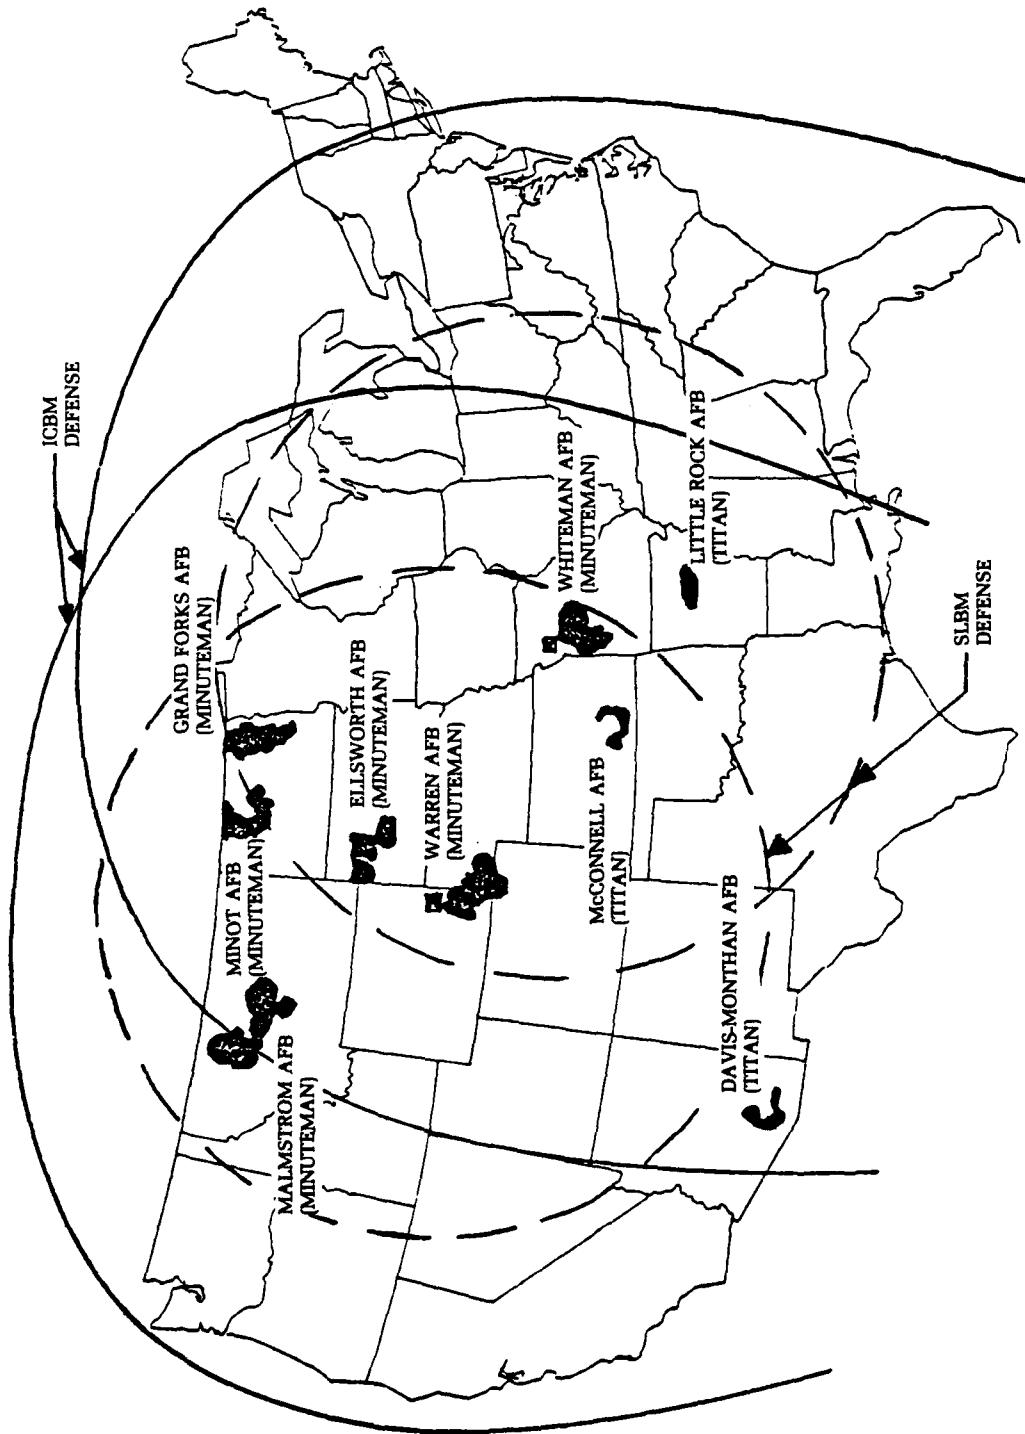 ICBM
DEFENSE
GRAND FORKS AFB
(MINUTEMAN)
MINOT AFB
(MINUTEMAN)
MALMSTROM AFB
(MINUTEMAN)
ELLSWORTH AFB
(MINUTEMAN)
WARREN AFB
(MINUTEMAN)
WHITEMAN AFB
(MINUTEMAN)
McCONNELL AFB
(TITAN)
LITTLE ROCK AFB
(TITAN)
DAVIS-MONTHAN AFB
(TITAN)
SLBM
DEFENSE